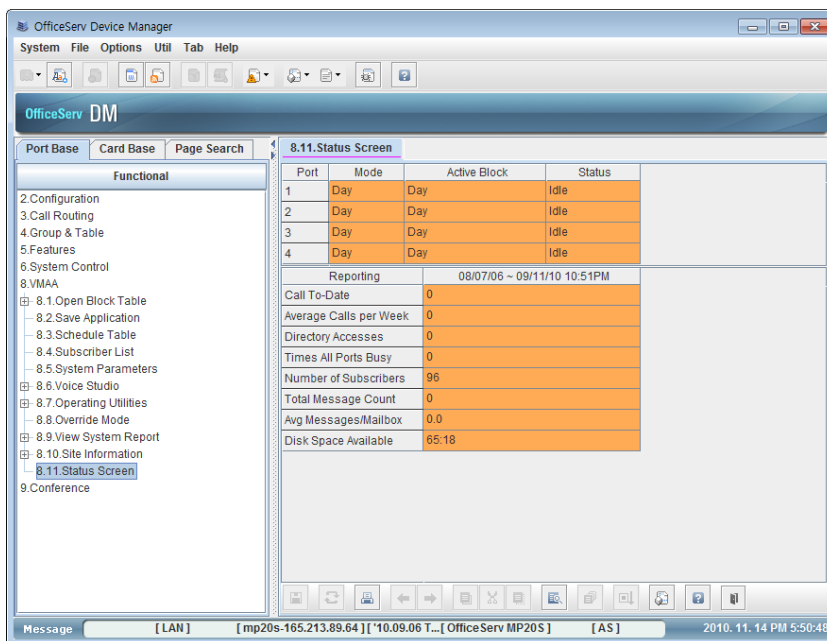 OfficeServ Device Manager
System File Options Util Tab Help
OfficeServ DM
Port Base Card Base Page Search
Functional
2.Configuration
3.Call Routing
4.Group & Table
5.Features
6.System Control
8.VMAA
8.1.Open Block Table
8.2.Save Application
8.3.Schedule Table
8.4.Subscriber List
8.5.System Parameters
8.6.Voice Studio
8.7.Operating Utilities
8.8.Override Mode
8.9.View System Report
8.10.Site Information
8.11.Status Screen
9.Conference
8.11.Status Screen
Port Mode Active Block Status
1 Day Day Idle
2 Day Day Idle
3 Day Day Idle
4 Day Day Idle
Reporting 08/07/06 ~ 09/11/10 10:51PM
Call To-Date 0
Average Calls per Week 0
Directory Accesses 0
Times All Ports Busy 0
Number of Subscribers 96
Total Message Count 0
Avg Messages/Mailbox 0.0
Disk Space Available 65:18
Message [ LAN ] [ mp20s-165.213.89.64 ] [ '10.09.06 T...[ OfficeServ MP20S ] [ AS ] 2010. 11. 14 PM 5:50:48